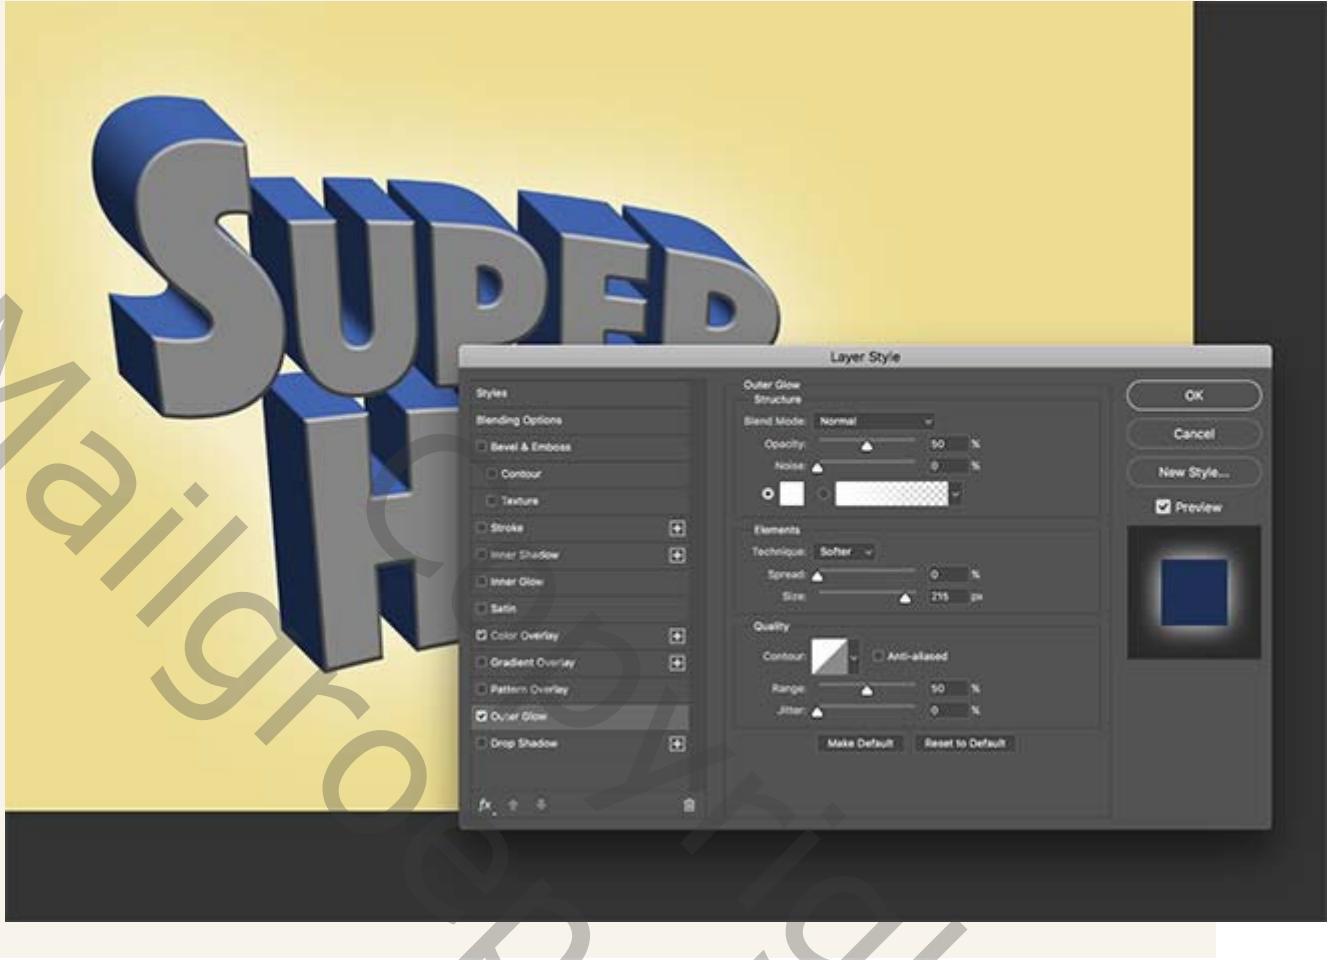 SUPER
H
Layer Style
Styles
Blending Options
Bevel & Emboss
Contour
Texture
Stroke
Inner Shadow
Inner Glow
Satin
Color Overlay
Gradient Overlay
Pattern Overlay
Outer Glow
Drop Shadow
fx
Outer Glow
Structure
Blend Mode: Normal
Opacity: 50 %
Noise: 0 %
Elements
Technique: Softer
Spread: 0 %
Size: 215 px
Quality
Contour: Anti-aliased
Range: 50 %
Jitter: 0 %
Make Default Reset to Default
OK
Cancel
New Style...
Preview